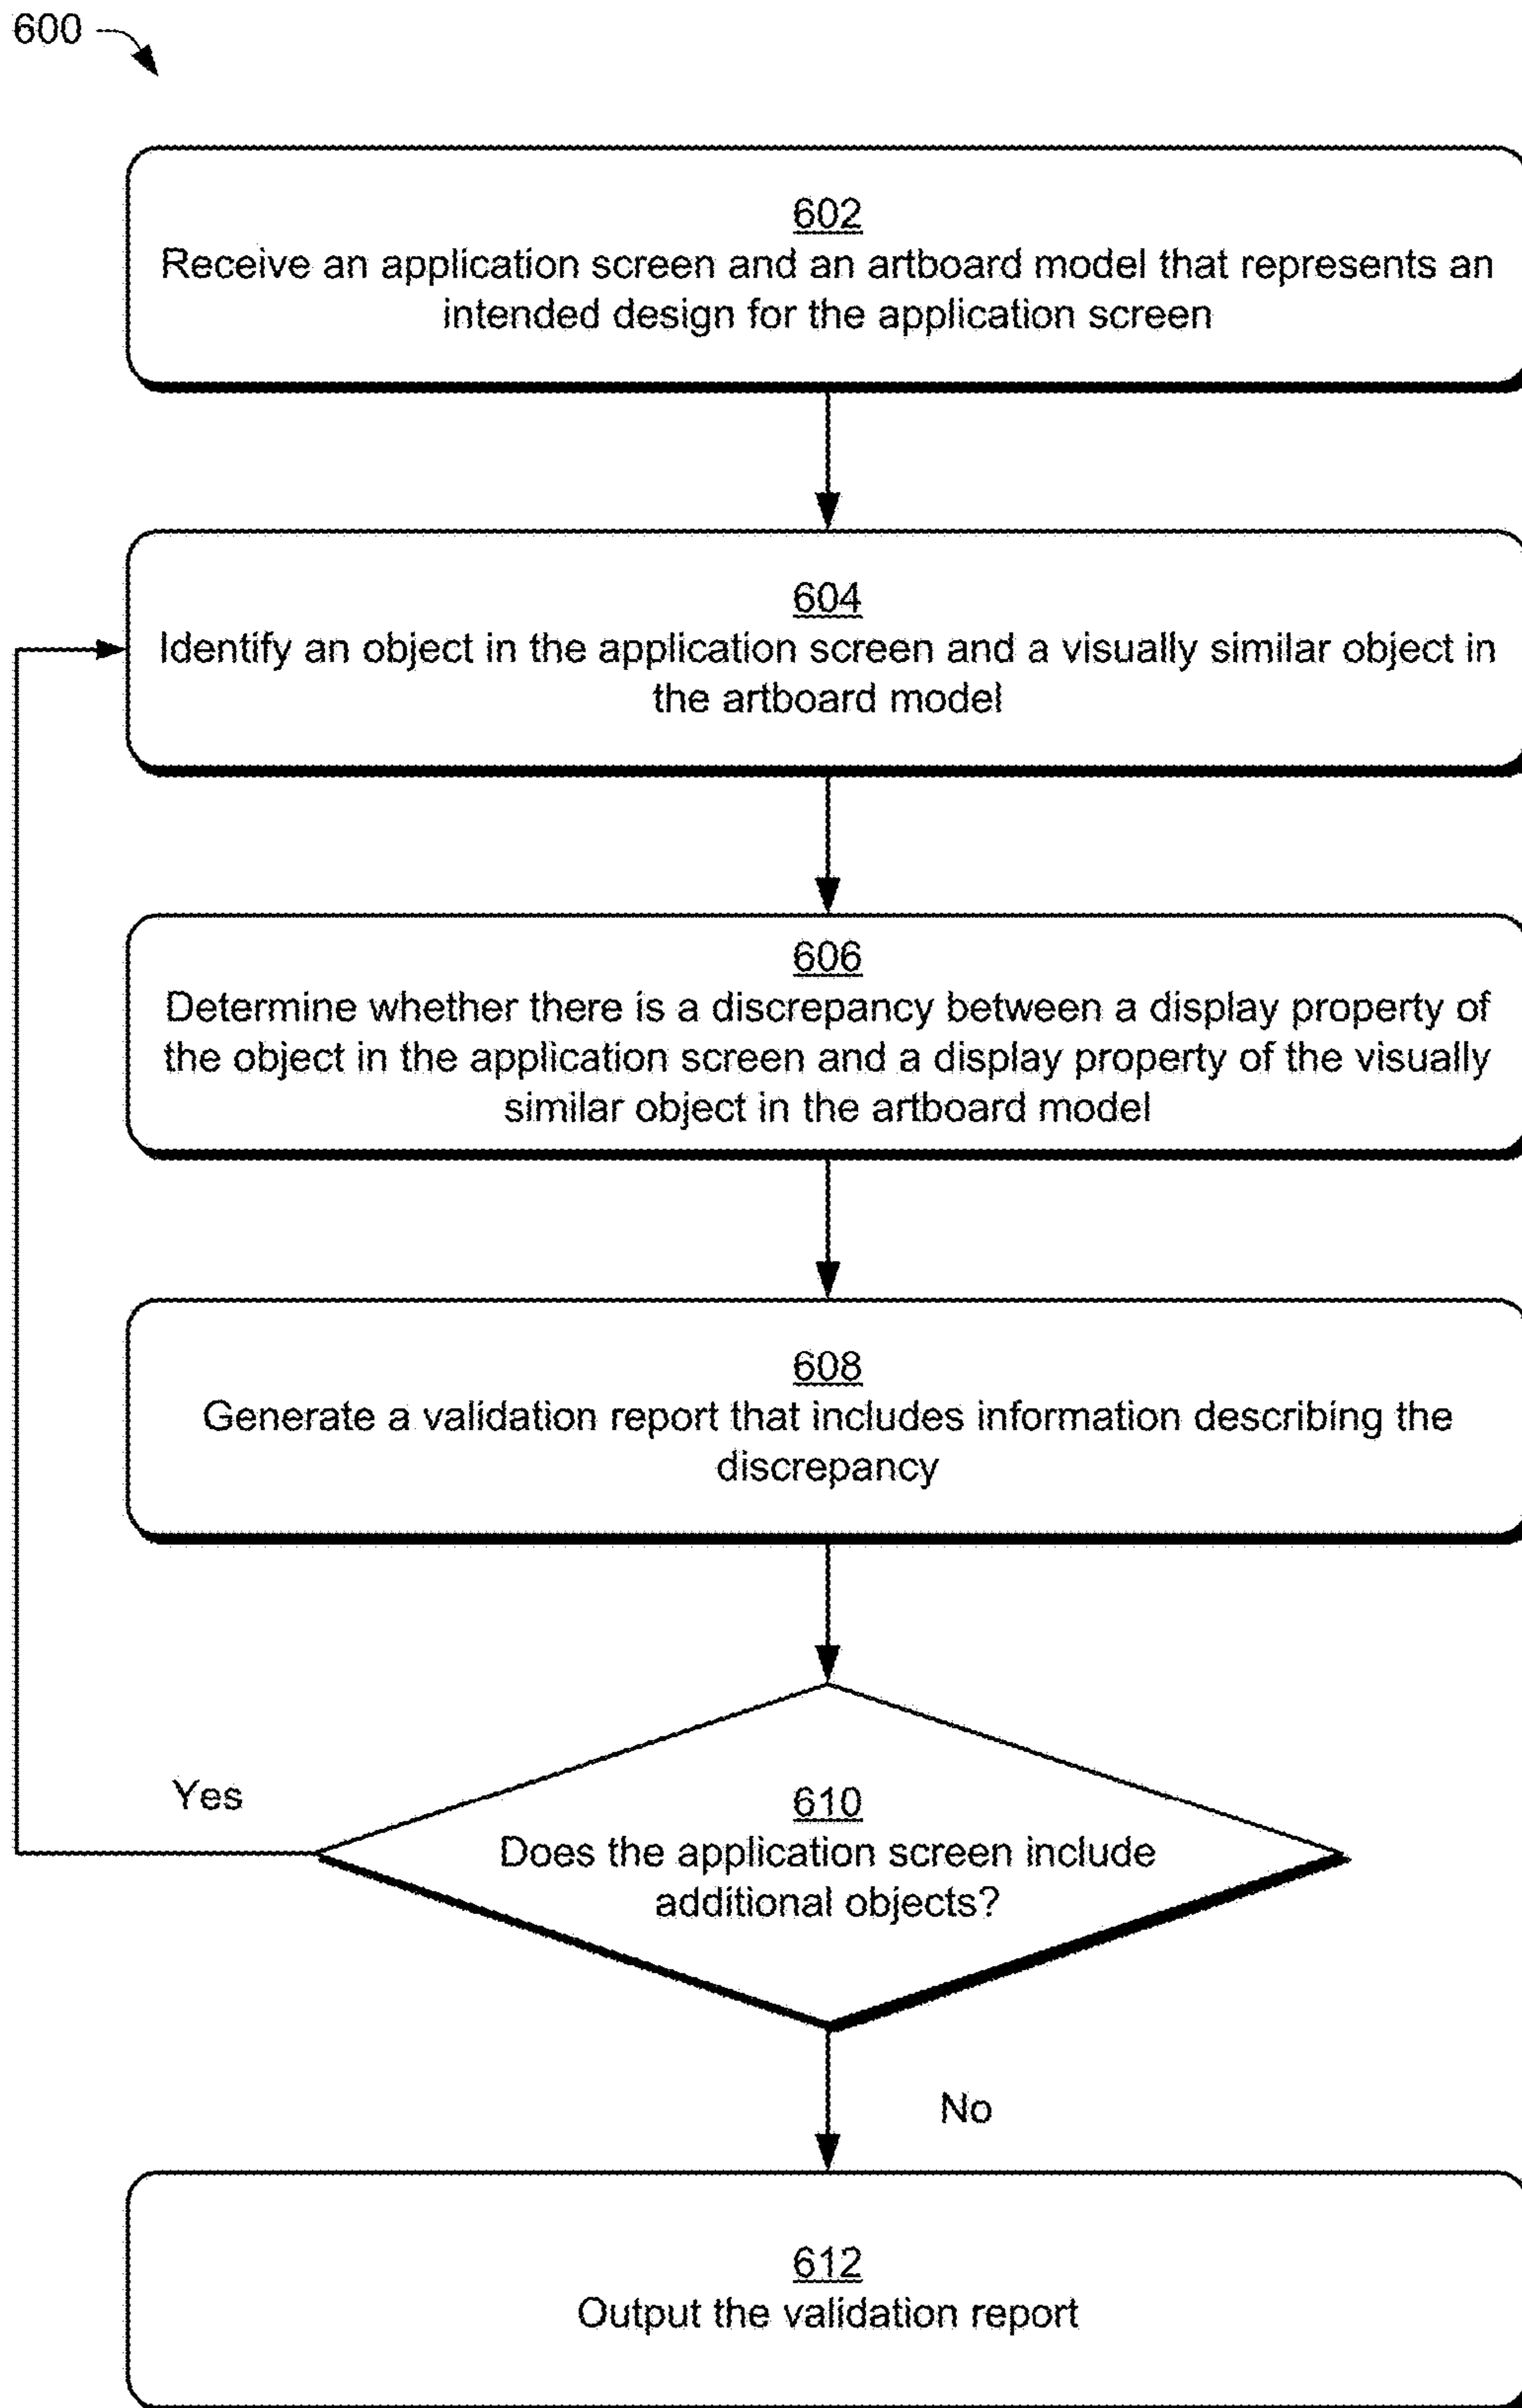 600
602
Receive an application screen and an artboard model that represents an
intended design for the application screen
604
Identify an object in the application screen and a visually similar object in
the artboard model
606
Determine whether there is a discrepancy between a display property of
the object in the application screen and a display property of the visually
similar object in the artboard model
608
Generate a validation report that includes information describing the
discrepancy
Yes
610
Does the application screen include
additional objects?
No
612
Output the validation report